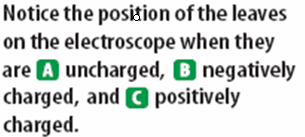 Notice the position of the leaves
on the electroscope when they
are A uncharged, B negatively
charged, and C positively
charged.